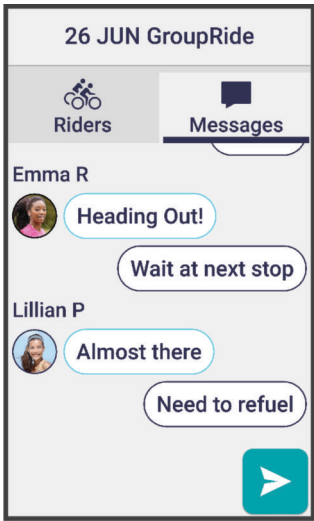 26 JUN GroupRide
Riders
Messages
Emma R
Heading Out!
Wait at next stop
Lillian P
Almost there
Need to refuel